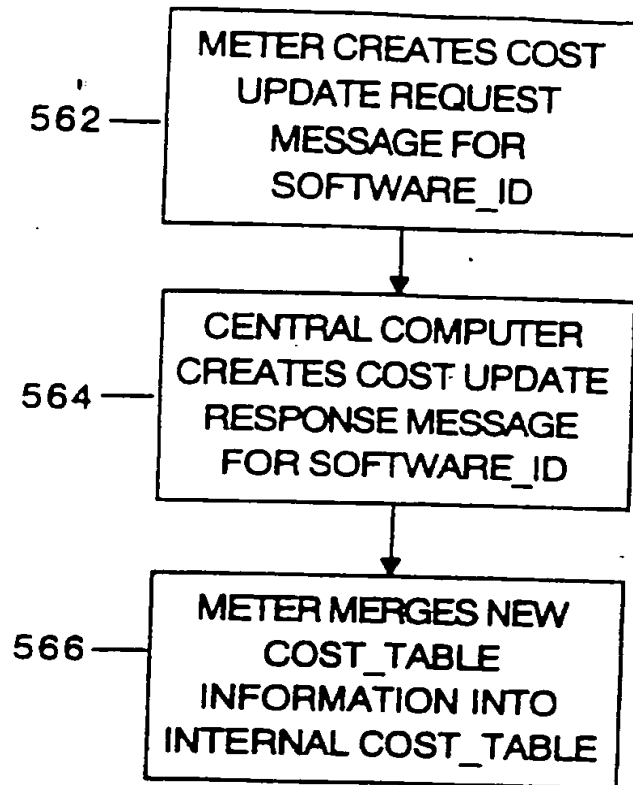 METER CREATES COST
UPDATE REQUEST
MESSAGE FOR
SOFTWARE_ID
562
CENTRAL COMPUTER
CREATES COST UPDATE
RESPONSE MESSAGE
FOR SOFTWARE_ID
564
METER MERGES NEW
COST_TABLE
INFORMATION INTO
INTERNAL COST_TABLE
566